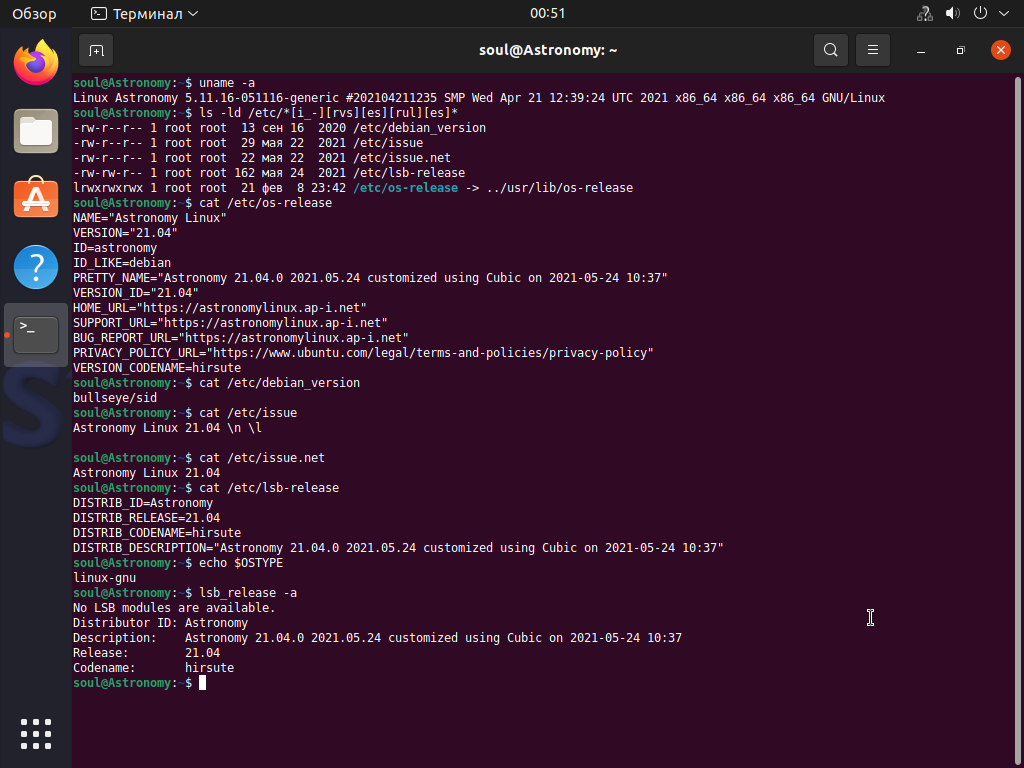 Обзор
Терминал
00:51
soul@Astronomy: ~
soul@Astronomy:~$ uname -a
Linux Astronomy 5.11.16-051116-generic #202104211235 SMP Wed Apr 21 12:39:24 UTC 2021 x86_64 x86_64 x86_64 GNU/Linux
soul@Astronomy:~$ ls -ld /etc/*[i_-][rvs][es][rul][es]*
-rw-r--r-- 1 root root  13 сен 16  2020 /etc/debian_version
-rw-r--r-- 1 root root  29 мая 22  2021 /etc/issue
-rw-r--r-- 1 root root  22 мая 22  2021 /etc/issue.net
-rw-rw-r-- 1 root root 162 мая 24  2021 /etc/lsb-release
lrwxrwxrwx 1 root root  21 фев  8 23:42 /etc/os-release -> ../usr/lib/os-release
soul@Astronomy:~$ cat /etc/os-release
NAME="Astronomy Linux"
VERSION="21.04"
ID=astronomy
ID_LIKE=debian
PRETTY_NAME="Astronomy 21.04.0 2021.05.24 customized using Cubic on 2021-05-24 10:37"
VERSION_ID="21.04"
HOME_URL="https://astronomylinux.ap-i.net"
SUPPORT_URL="https://astronomylinux.ap-i.net"
BUG_REPORT_URL="https://astronomylinux.ap-i.net"
PRIVACY_POLICY_URL="https://www.ubuntu.com/legal/terms-and-policies/privacy-policy"
VERSION_CODENAME=hirsute
soul@Astronomy:~$ cat /etc/debian_version
bullseye/sid
soul@Astronomy:~$ cat /etc/issue
Astronomy Linux 21.04 \n \l
soul@Astronomy:~$ cat /etc/issue.net
Astronomy Linux 21.04
soul@Astronomy:~$ cat /etc/lsb-release
DISTRIB_ID=Astronomy
DISTRIB_RELEASE=21.04
DISTRIB_CODENAME=hirsute
DISTRIB_DESCRIPTION="Astronomy 21.04.0 2021.05.24 customized using Cubic on 2021-05-24 10:37"
soul@Astronomy:~$ echo $OSTYPE
linux-gnu
soul@Astronomy:~$ lsb_release -a
No LSB modules are available.
Distributor ID: Astronomy
Description:    Astronomy 21.04.0 2021.05.24 customized using Cubic on 2021-05-24 10:37
Release:        21.04
Codename:       hirsute
soul@Astronomy:~$